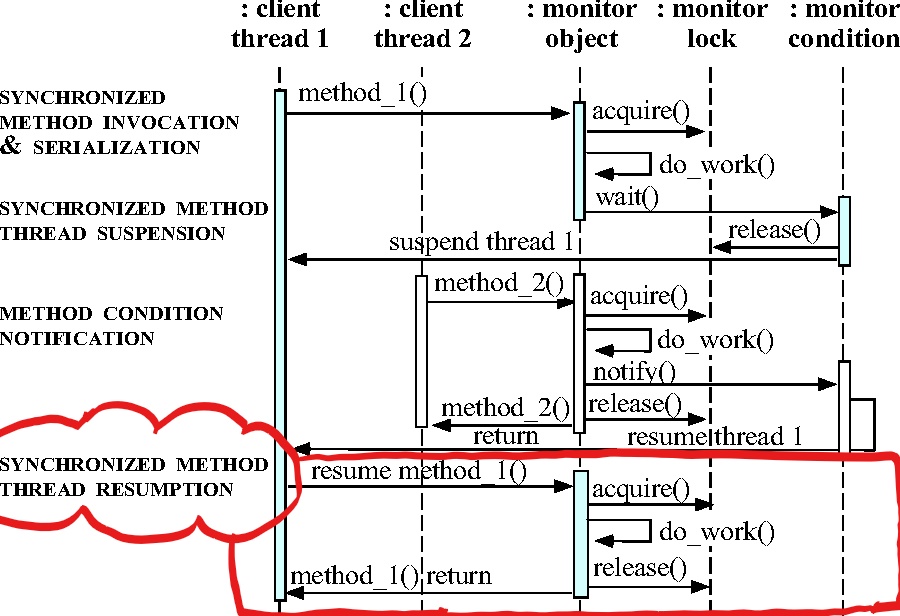 : client thread 1
: client thread 2
: monitor object
: monitor lock
: monitor condition
SYNCHRONIZED
METHOD INVOCATION
& SERIALIZATION
method_1()
acquire()
do_work()
wait()
SYNCHRONIZED METHOD
THREAD SUSPENSION
release()
suspend thread 1
method_2()
acquire()
METHOD CONDITION
NOTIFICATION
do_work()
notify()
release()
method_2()
return
resume thread 1
SYNCHRONIZED METHOD
THREAD RESUMPTION
resume method_1()
acquire()
do_work()
release()
method_1() return